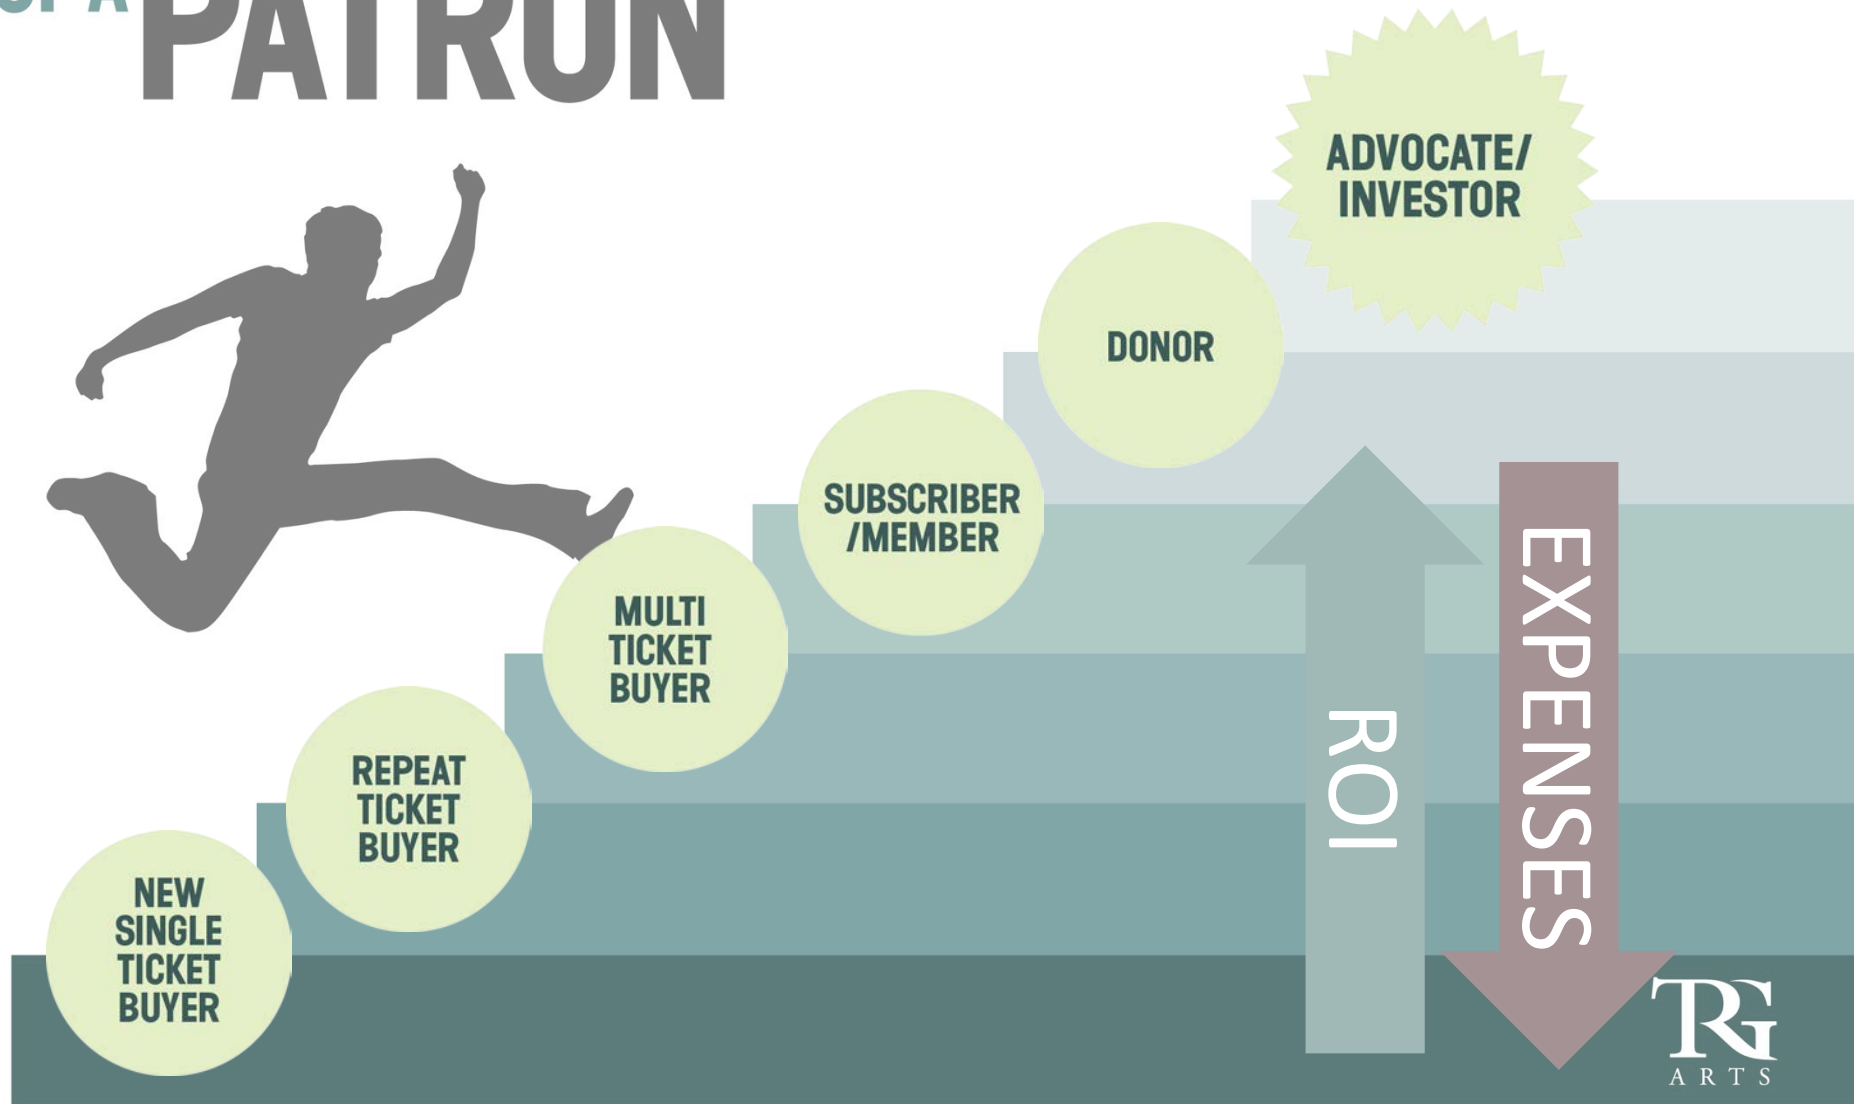 OF A PATRON
ADVOCATE/
INVESTOR
DONOR
SUBSCRIBER
/MEMBER
MULTI
TICKET
BUYER
REPEAT
TICKET
BUYER
NEW
SINGLE
TICKET
BUYER
ROI
EXPENSES
TRG
ARTS